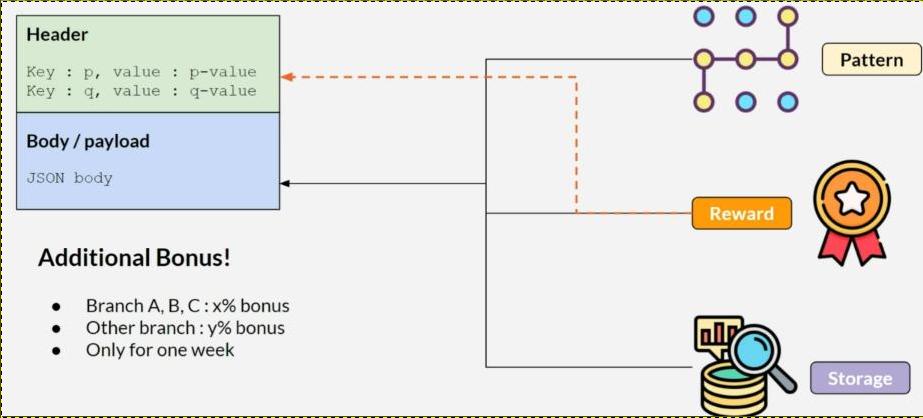 Header
Key : p, value : p-value
Key : q, value : q-value
Body / payload
JSON body
Additional Bonus!
● Branch A, B, C : x% bonus
● Other branch : y% bonus
● Only for one week
Pattern
Reward
Storage